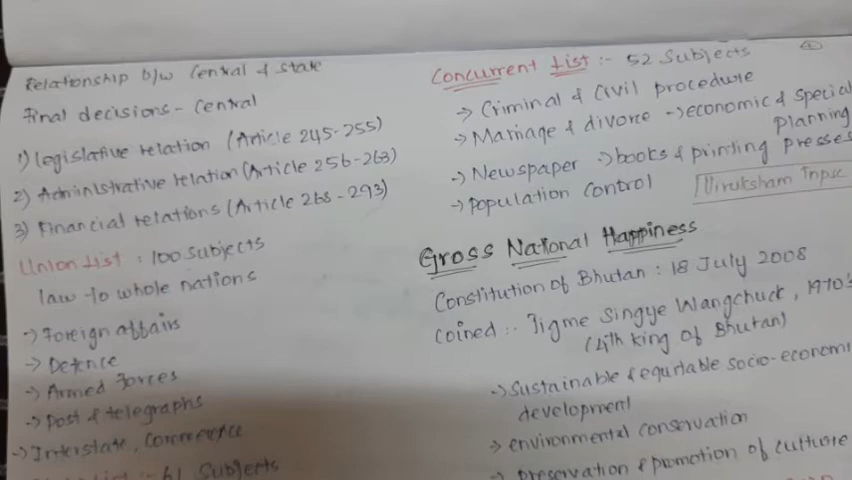 Relationship b/w Central & state
final decisions - Central
1) legislative relation (Article 245-255)
2) Administrative relation (Article 256-263)
3) Financial relations (Article 268-293)
Union List : 100 Subjects
law to whole nations
→ Foreign affairs
→ Defence
→ Armed Forces
→ Post & telegraphs
→ Interstate, Commerence
:- 61 Subjects
Concurrent List :- 52 Subjects
→ Criminal & Civil procedure
→ Marriage & divorce → economic & special
planning
→ Newspaper → books & printing presses
→ population control
Viruksham Tnpsc
Gross National Happiness
Constitution of Bhutan : 18 July 2008
Coined :- Jigme Singye Wangchuck, 1970's
(4th king of Bhutan)
→ Sustainable & equitable socio-economi
development
→ environmental conservation
→ preservation & promotion of culture